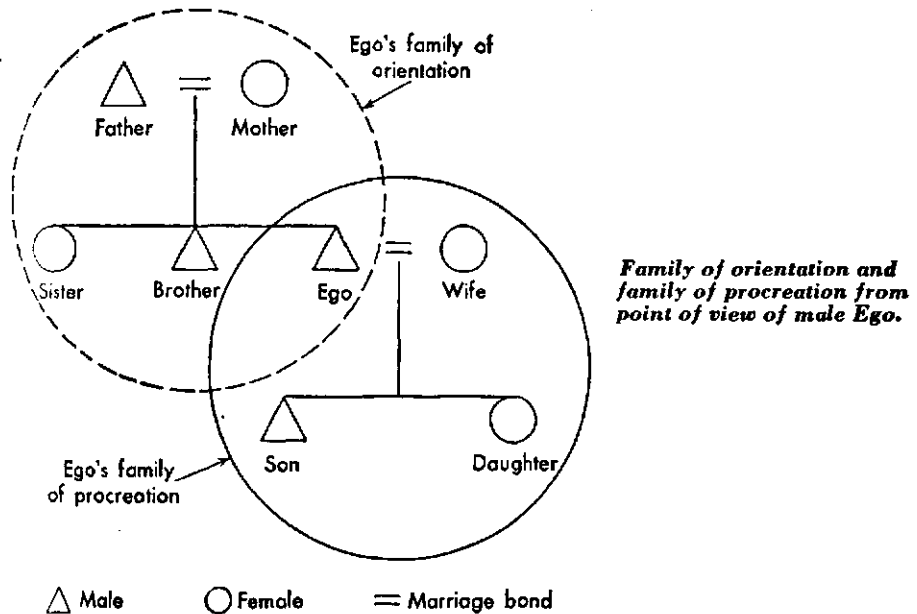 Ego's family of
orientation
Father
Mother
Sister
Brother
Ego
Wife
Family of orientation and
family of procreation from
point of view of male Ego.
Son
Daughter
Ego's family
of procreation
Male
Female
Marriage bond